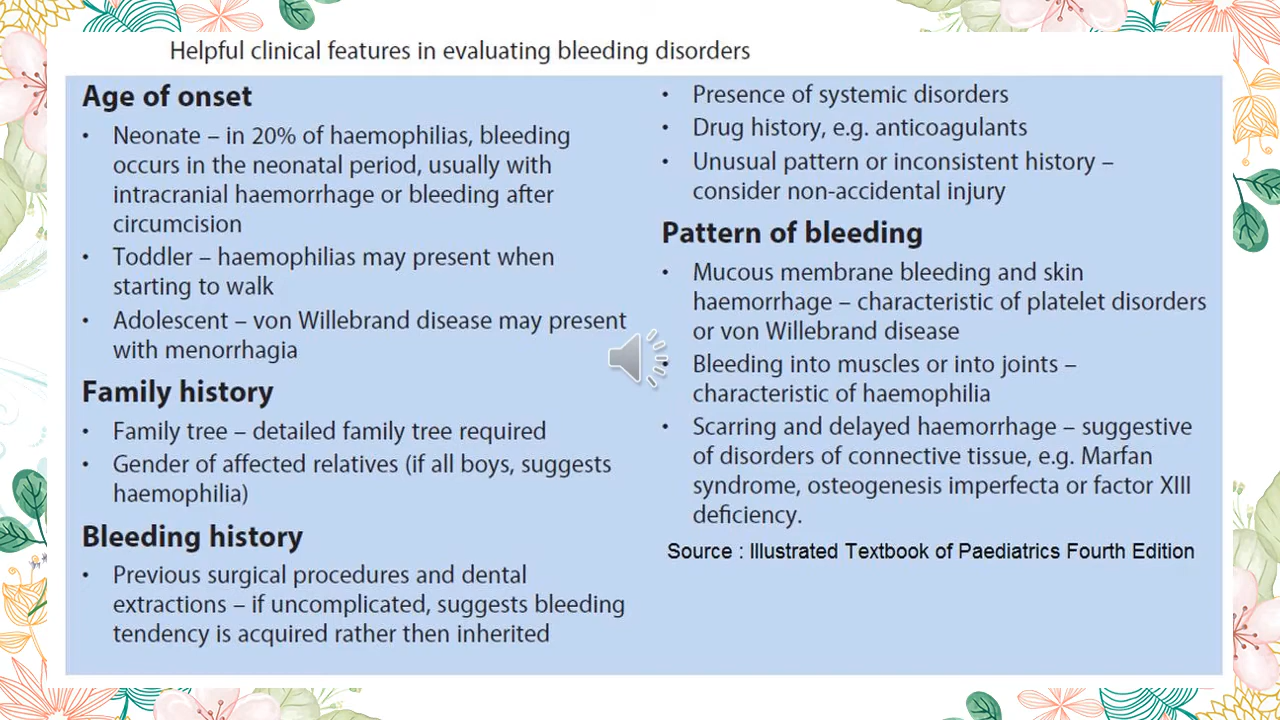 Helpful clinical features in evaluating bleeding disorders
Age of onset
• Neonate – in 20% of haemophilias, bleeding
occurs in the neonatal period, usually with
intracranial haemorrhage or bleeding after
circumcision
• Toddler – haemophilias may present when
starting to walk
• Adolescent – von Willebrand disease may present
with menorrhagia
Family history
• Family tree – detailed family tree required
• Gender of affected relatives (if all boys, suggests
haemophilia)
Bleeding history
• Previous surgical procedures and dental
extractions – if uncomplicated, suggests bleeding
tendency is acquired rather then inherited
• Presence of systemic disorders
• Drug history, e.g. anticoagulants
• Unusual pattern or inconsistent history –
consider non-accidental injury
Pattern of bleeding
• Mucous membrane bleeding and skin
haemorrhage – characteristic of platelet disorders
or von Willebrand disease
• Bleeding into muscles or into joints –
characteristic of haemophilia
• Scarring and delayed haemorrhage – suggestive
of disorders of connective tissue, e.g. Marfan
syndrome, osteogenesis imperfecta or factor XIII
deficiency.
Source : Illustrated Textbook of Paediatrics Fourth Edition